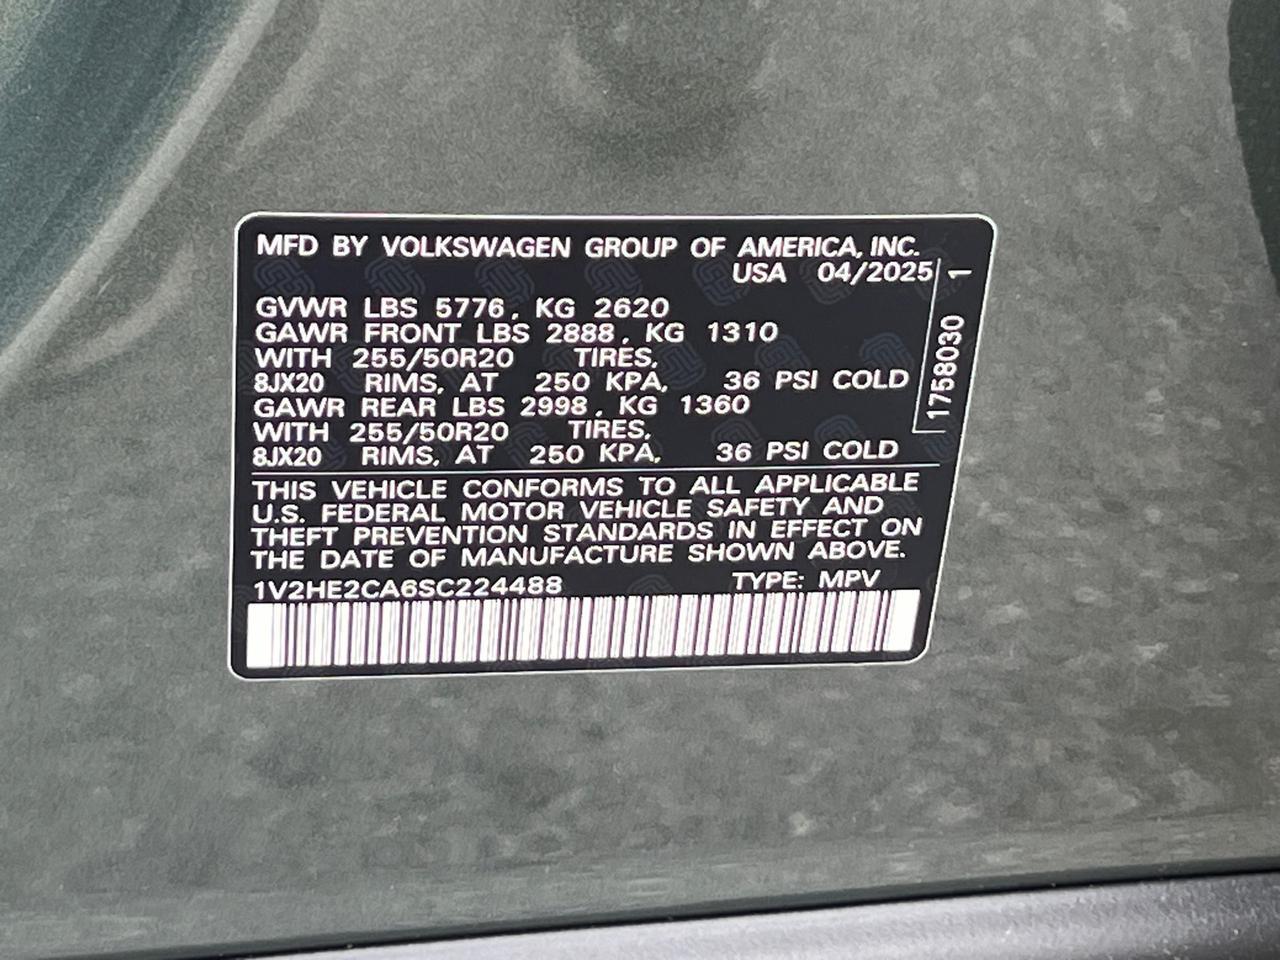 MFD BY VOLKSWAGEN GROUP OF AMERICA, INC.
USA 04/2025
GVWR LBS 5776, KG 2620
GAWR FRONT LBS 2888, KG 1310
WITH 255/50R20 TIRES,
8JX20 RIMS, AT 250 KPA, 36 PSI COLD
GAWR REAR LBS 2998, KG 1360
WITH 255/50R20 TIRES,
8JX20 RIMS, AT 250 KPA, 36 PSI COLD
THIS VEHICLE CONFORMS TO ALL APPLICABLE
U.S. FEDERAL MOTOR VEHICLE SAFETY AND
THEFT PREVENTION STANDARDS IN EFFECT ON
THE DATE OF MANUFACTURE SHOWN ABOVE.
1V2HE2CA6SC224488 TYPE: MPV
1758030 1